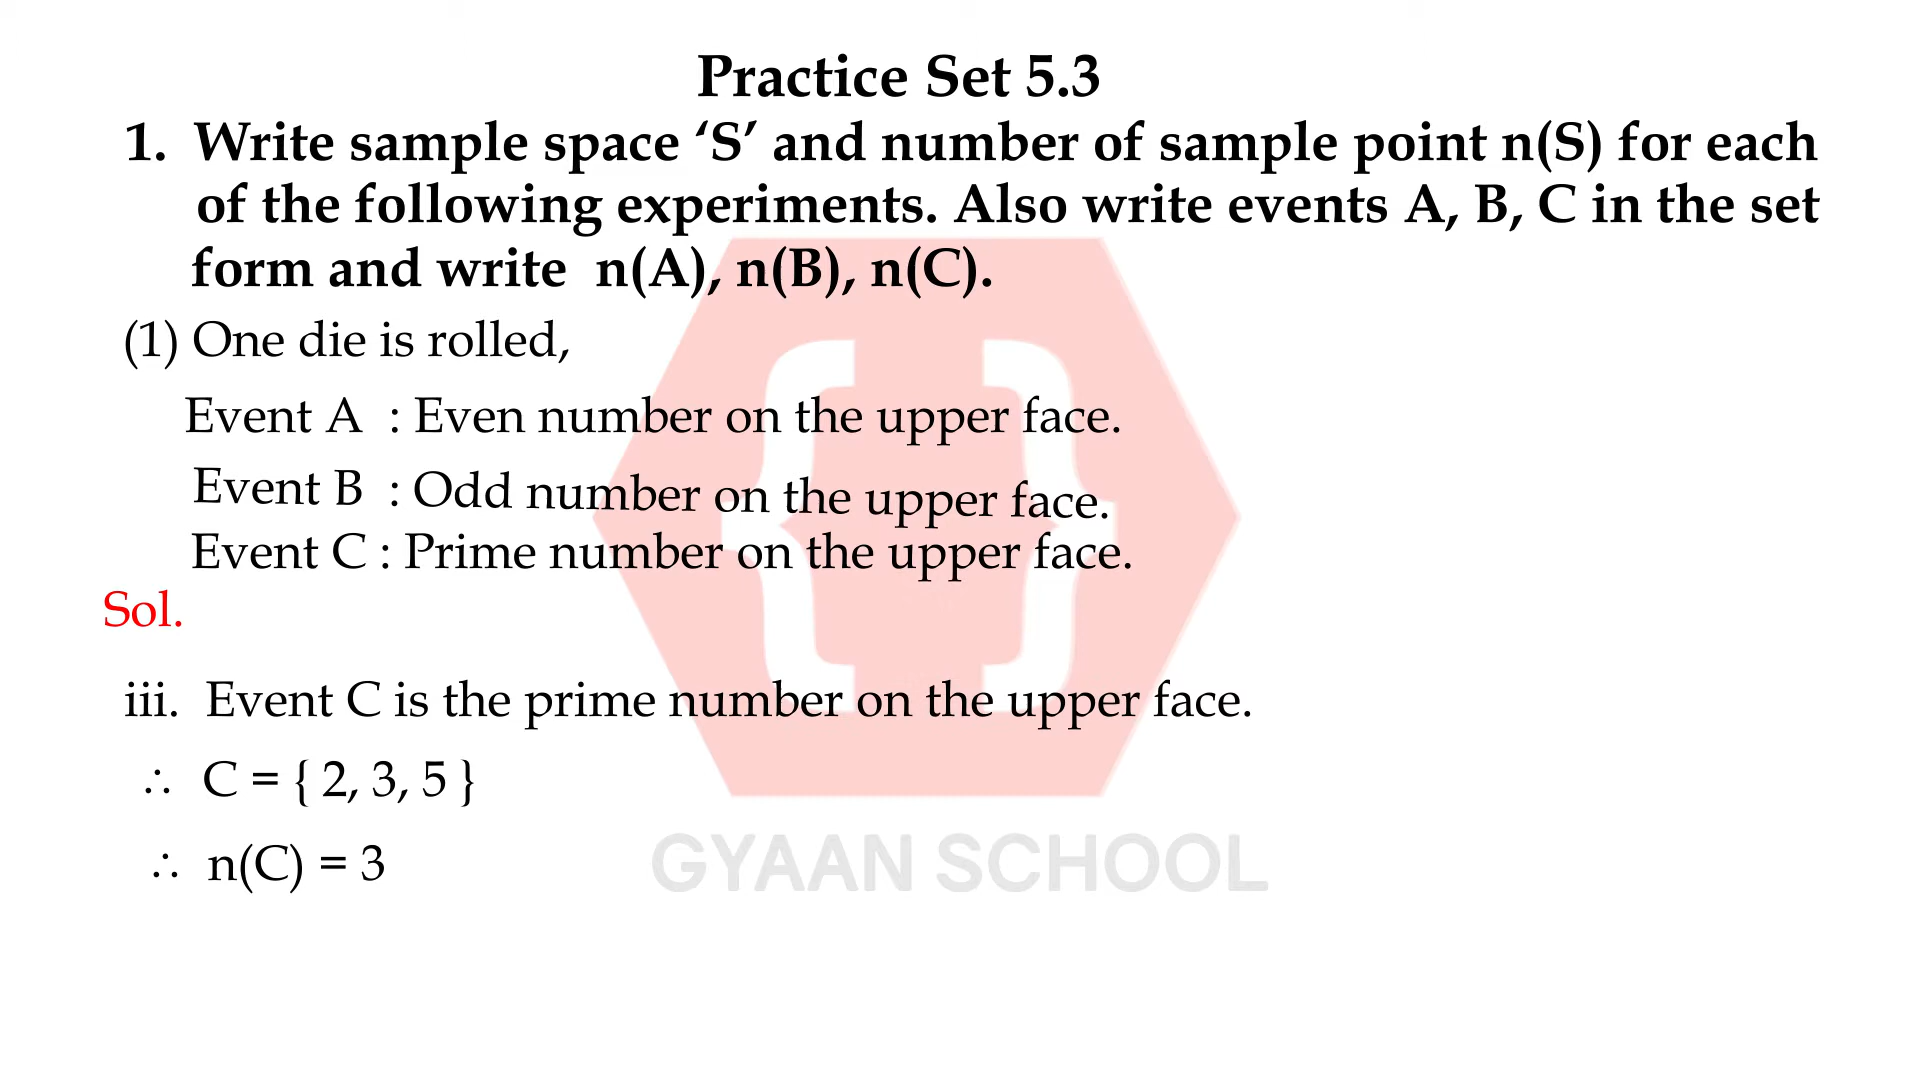 Practice Set 5.3
1. Write sample space ‘S’ and number of sample point n(S) for each
of the following experiments. Also write events A, B, C in the set
form and write n(A), n(B), n(C).
(1) One die is rolled,
Event A : Even number on the upper face.
Event B : Odd number on the upper face.
Event C : Prime number on the upper face.
Sol.
iii. Event C is the prime number on the upper face.
∴ C = { 2, 3, 5 }
∴ n(C) = 3
GYAAN SCHOOL